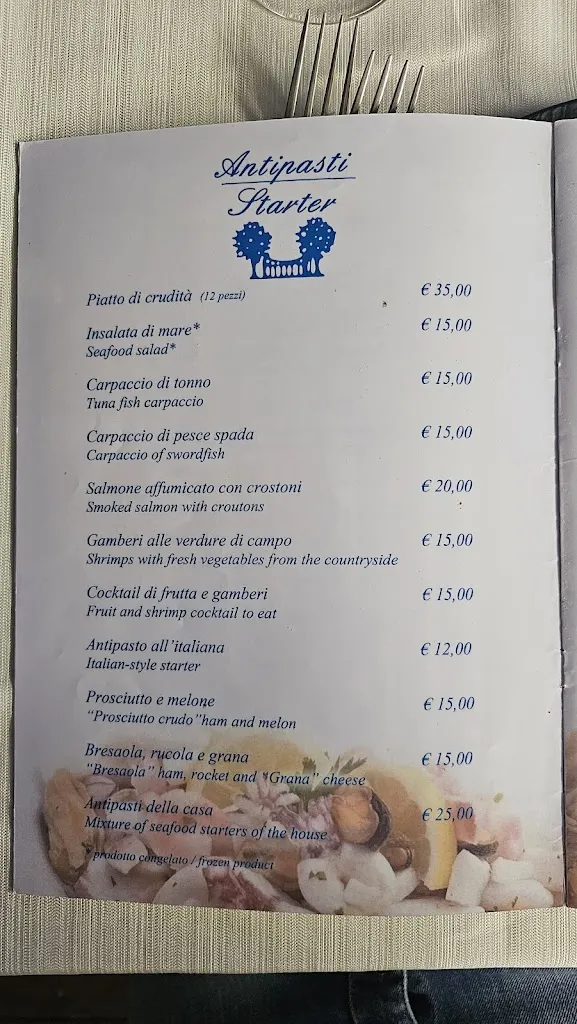 Antipasti
Starter
Piatto di crudità (12 pezzi) € 35,00
Insalata di mare* € 15,00
Seafood salad*
Carpaccio di tonno € 15,00
Tuna fish carpaccio
Carpaccio di pesce spada € 15,00
Carpaccio of swordfish
Salmone affumicato con crostoni € 20,00
Smoked salmon with croutons
Gamberi alle verdure di campo € 15,00
Shrimps with fresh vegetables from the countryside
Cocktail di frutta e gamberi € 15,00
Fruit and shrimp cocktail to eat
Antipasto all'italiana € 12,00
Italian-style starter
Prosciutto e melone € 15,00
"Prosciutto crudo"ham and melon
Bresaola, rucola e grana € 15,00
"Bresaola" ham, rocket and "Grana" cheese
Antipasti della casa € 25,00
Mixture of seafood starters of the house
* prodotto congelato / frozen product